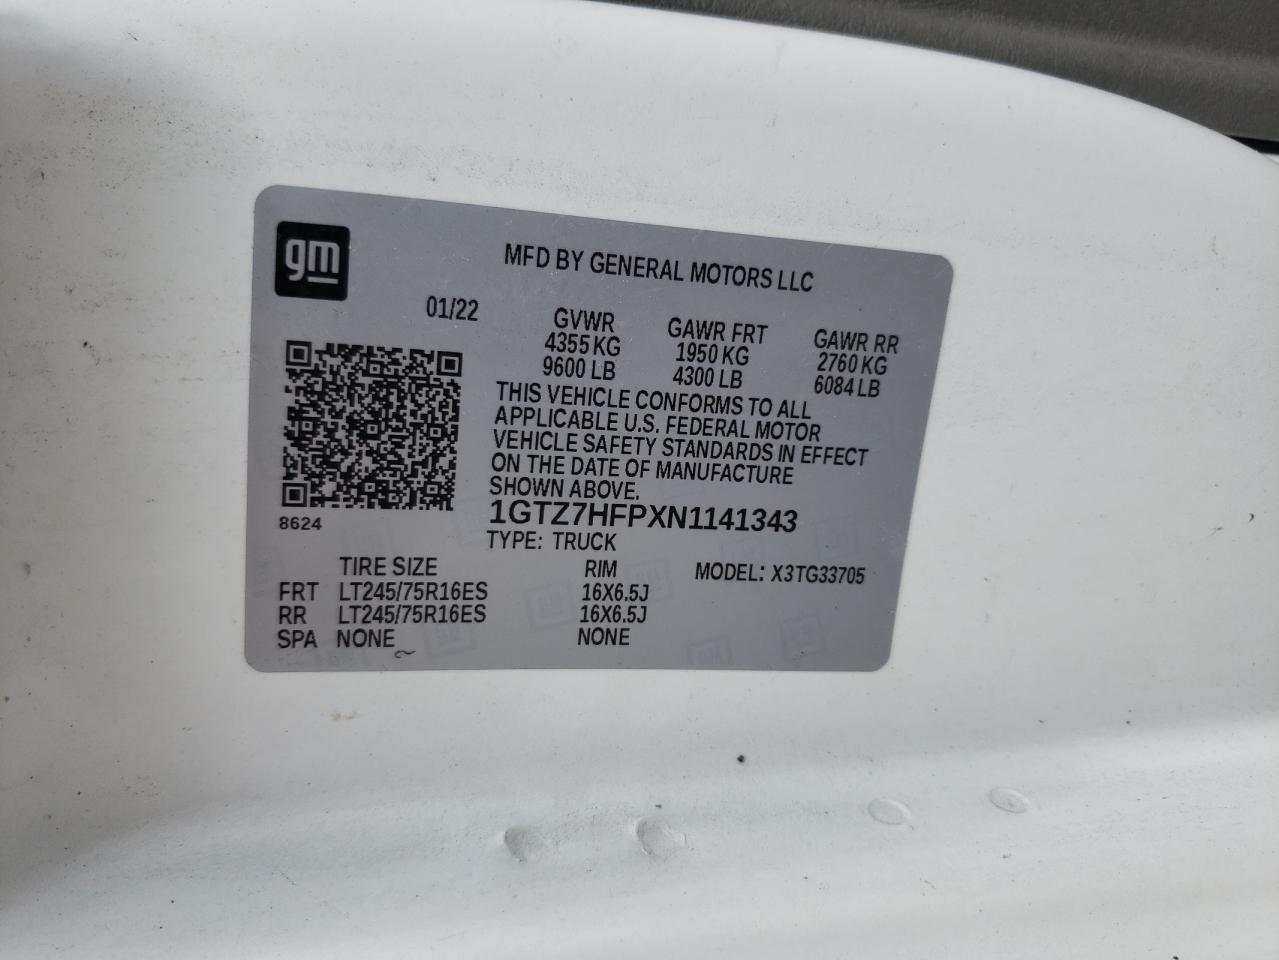 gm
MFD BY GENERAL MOTORS LLC
01/22
GVWR GAWR FRT GAWR RR
4355 KG 1950 KG 2760 KG
9600 LB 4300 LB 6084 LB
THIS VEHICLE CONFORMS TO ALL
APPLICABLE U.S. FEDERAL MOTOR
VEHICLE SAFETY STANDARDS IN EFFECT
ON THE DATE OF MANUFACTURE
SHOWN ABOVE.
8624
1GTZ7HFPXN1141343
TYPE: TRUCK
TIRE SIZE RIM MODEL: X3TG33705
FRT LT245/75R16ES 16X6.5J
RR LT245/75R16ES 16X6.5J
SPA NONE NONE